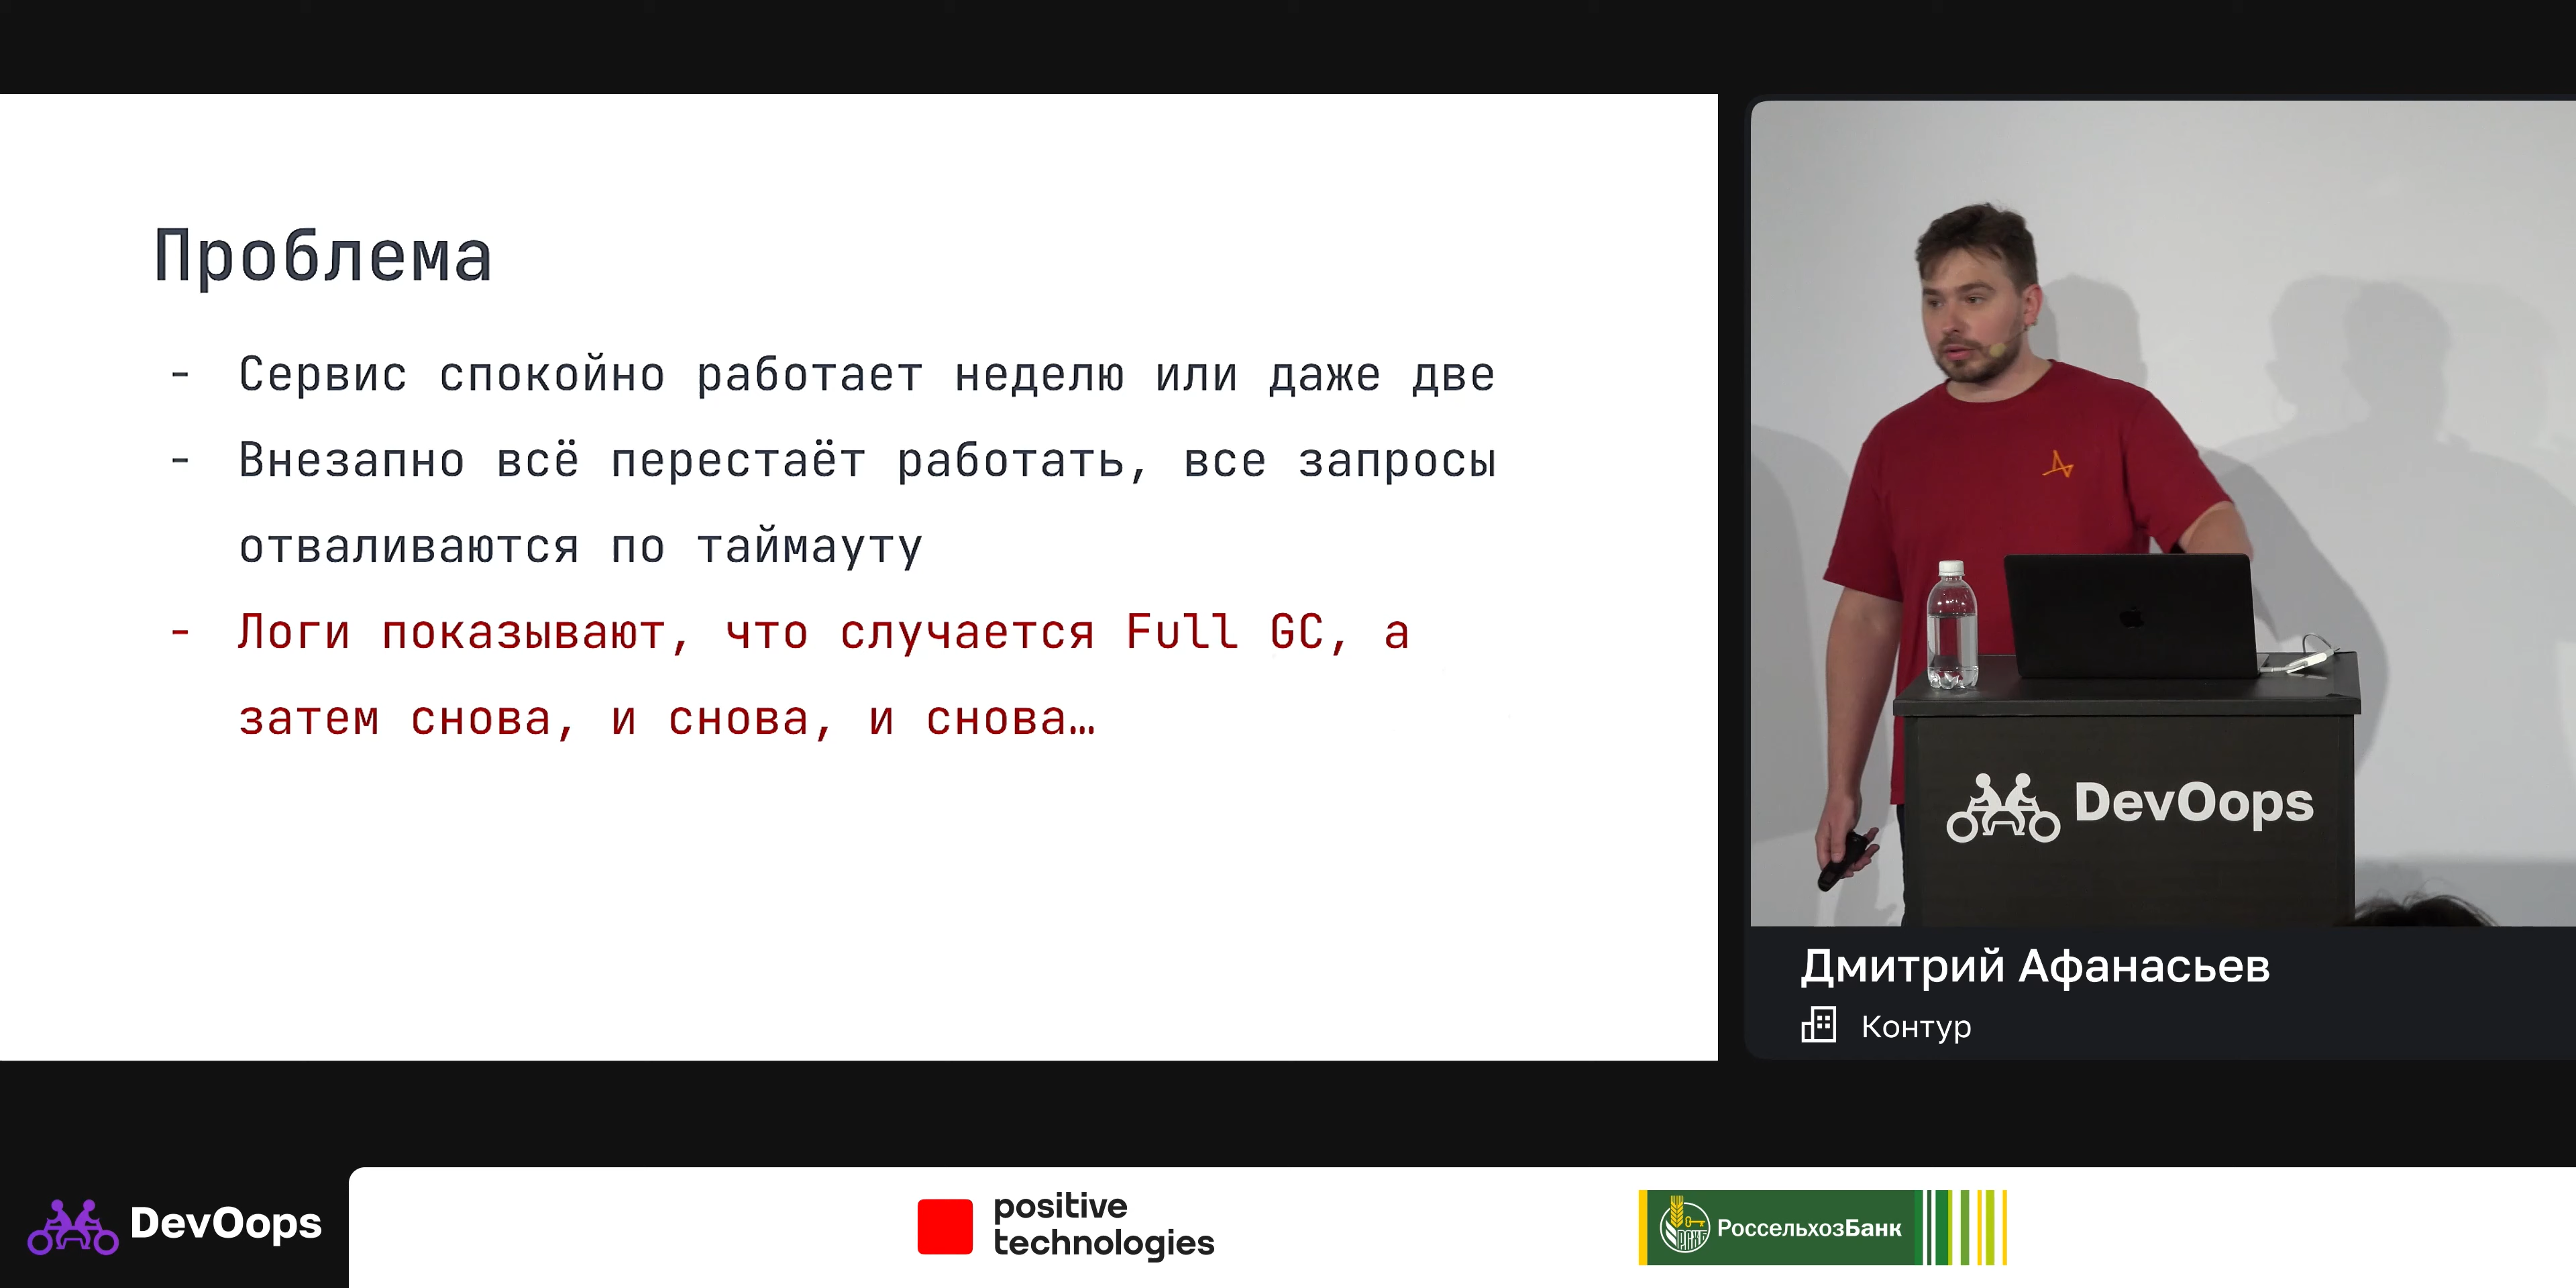 Проблема
- Сервис спокойно работает неделю или даже две
- Внезапно всё перестаёт работать, все запросы
отваливаются по таймауту
- Логи показывают, что случается Full GC, а
затем снова, и снова, и снова…
DevOops
Дмитрий Афанасьев
Контур
DevOops
positive
technologies
РСХБ
РоссельхозБанк